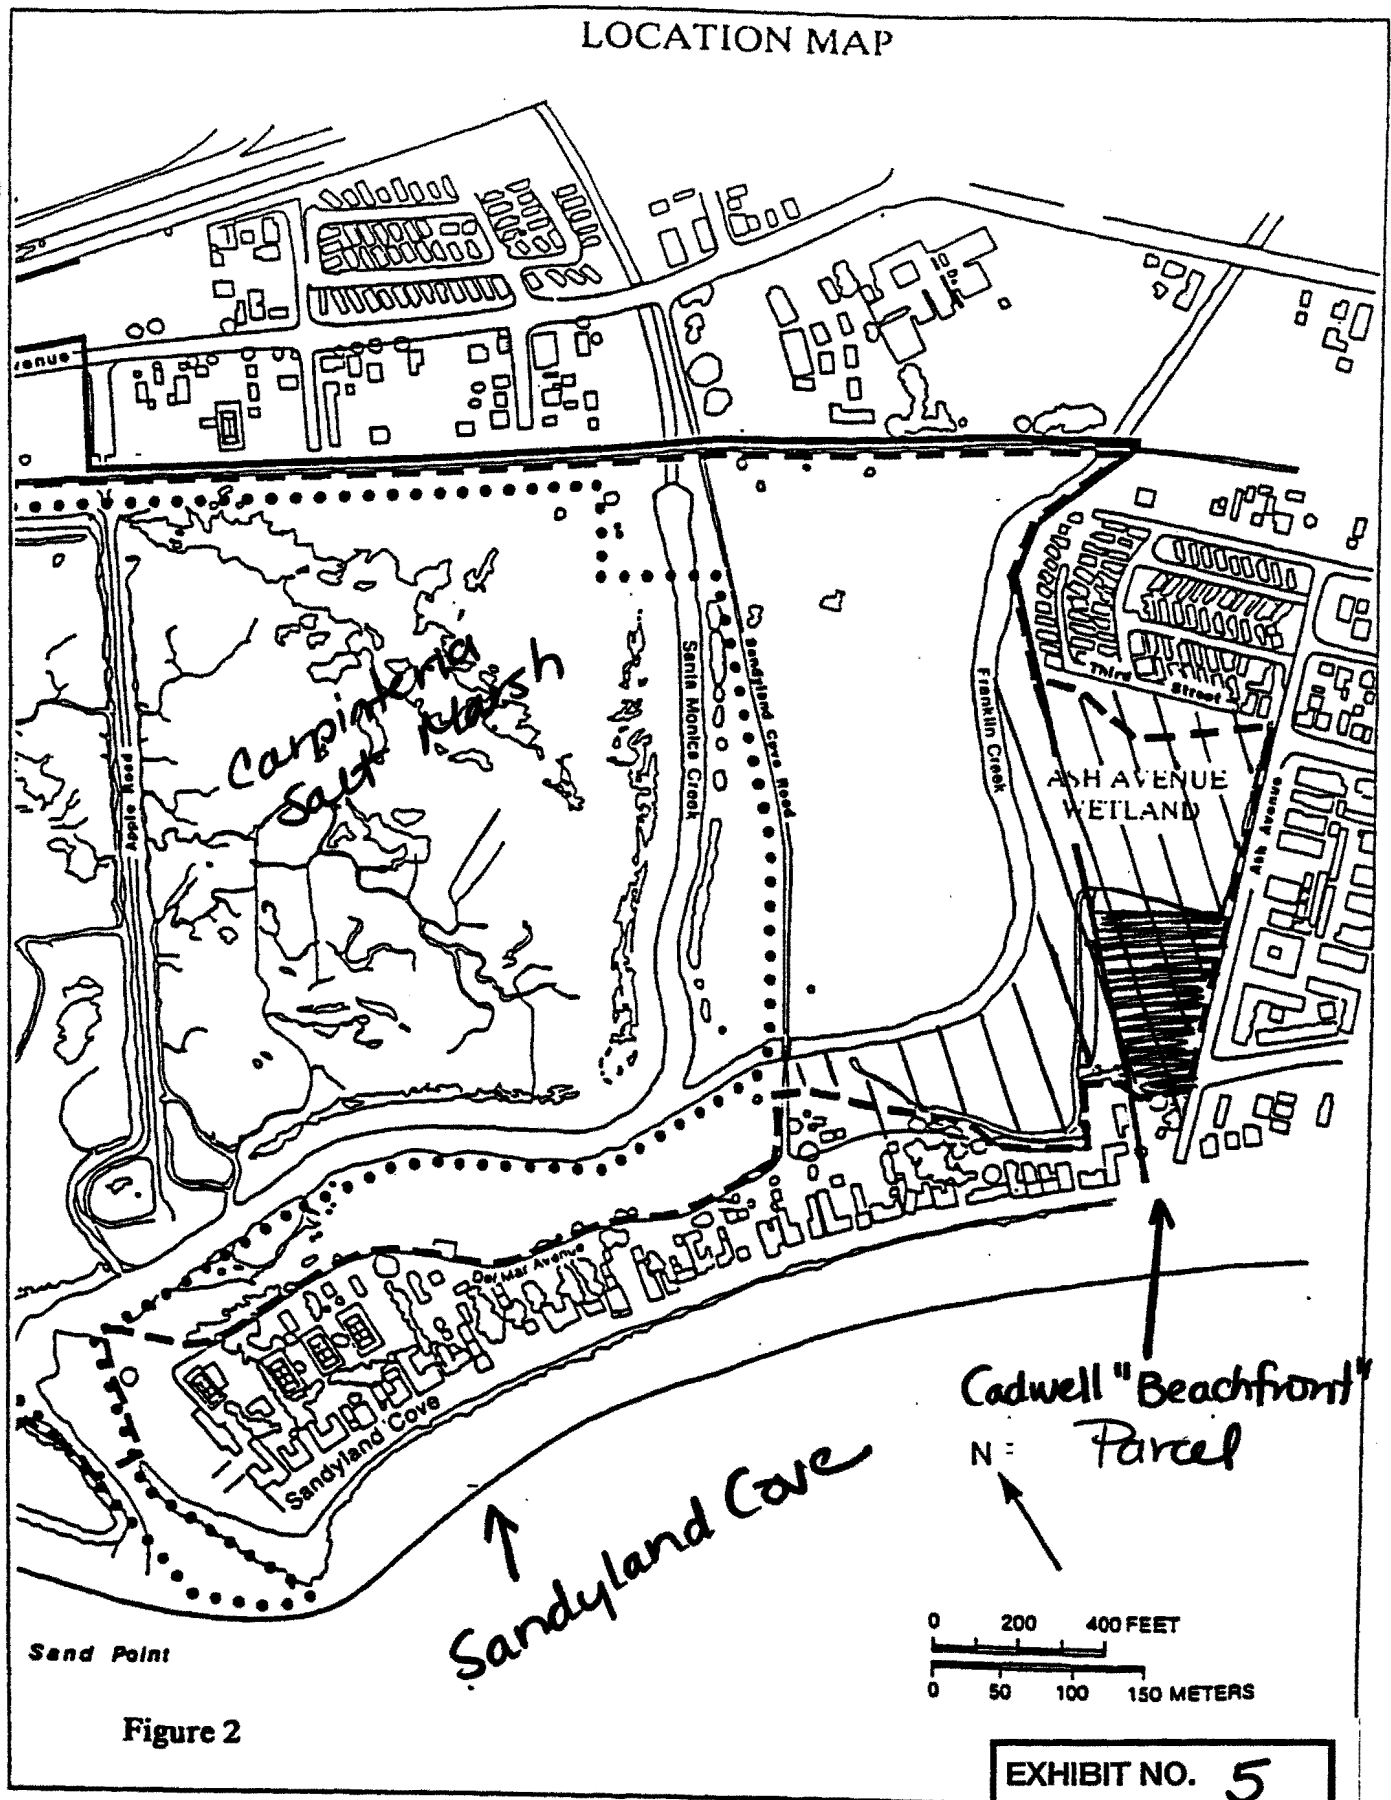 LOCATION MAP
venue
Third Street
Carpinteria
Salt Marsh
Apple Road
Santa Monica Creek
Sandyland Cove Road
Franklin Creek
ASH AVENUE
WETLAND
Ash Avenue
Del Mar Avenue
Sandyland Cove
Cadwell "Beachfront"
Parcel
N
Sandyland Cove
0 200 400 FEET
0 50 100 150 METERS
Sand Point
Figure 2
EXHIBIT NO. 5